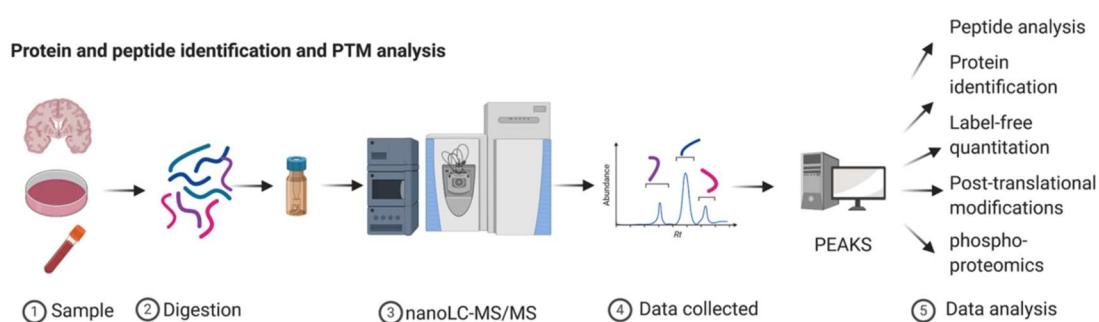 Protein and peptide identification and PTM analysis
Abundance
Rt
PEAKS
Peptide analysis
Protein
identification
Label-free
quantitation
Post-translational
modifications
phospho-
proteomics
1 Sample
2 Digestion
3 nanoLC-MS/MS
4 Data collected
5 Data analysis